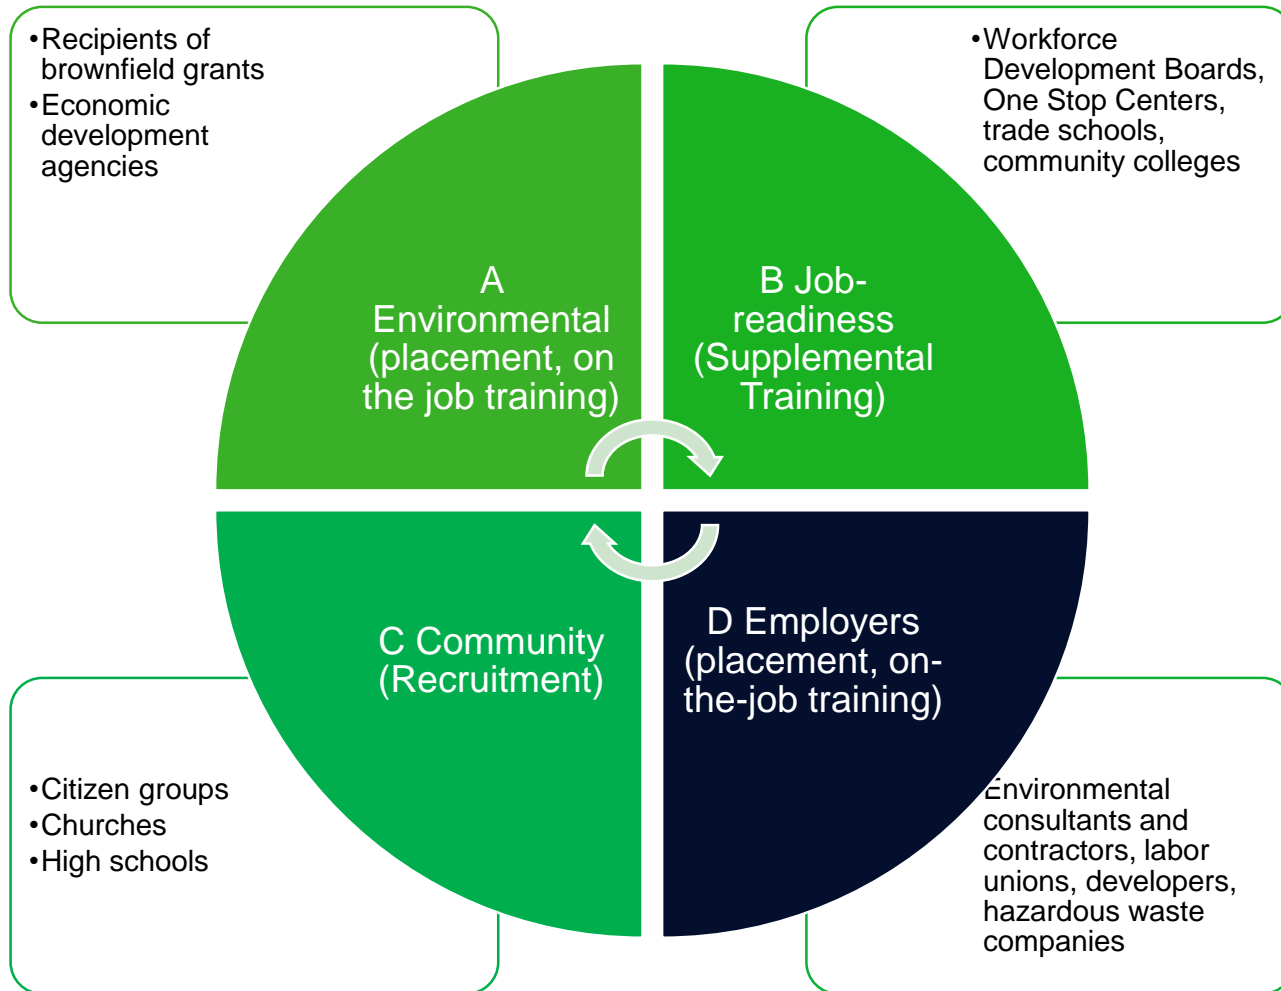 •Recipients of
brownfield grants
•Economic
development
agencies
•Workforce
Development Boards,
One Stop Centers,
trade schools,
community colleges
A
Environmental
(placement, on
the job training)
B Job-
readiness
(Supplemental
Training)
C Community
(Recruitment)
D Employers
(placement, on-
the-job training)
•Citizen groups
•Churches
•High schools
Environmental
consultants and
contractors, labor
unions, developers,
hazardous waste
companies